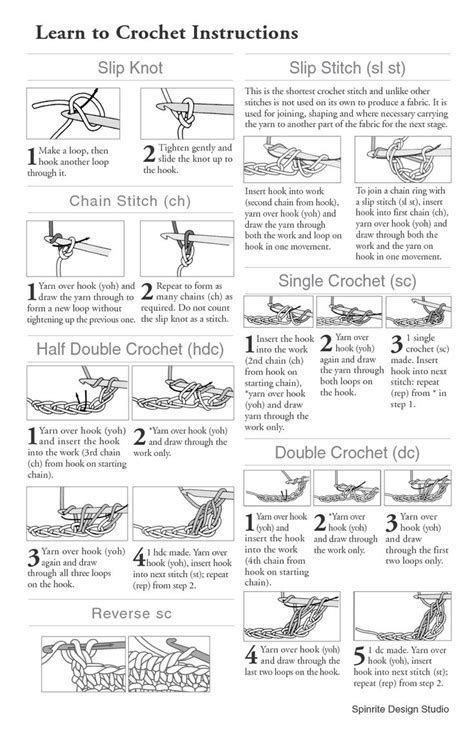 Learn to Crochet Instructions
Slip Knot
1 Make a loop, then
hook another loop
through it.
2 Tighten gently and
slide the knot up to
the hook.
Chain Stitch (ch)
1 Yarn over hook (yoh) and
draw the yarn through to
form a new loop without
tightening up the previous one.
2 Repeat to form as
many chains (ch) as
required. Do not count
the slip knot as a stitch.
Half Double Crochet (hdc)
1 Yarn over hook (yoh)
and insert the hook
into the work (3rd chain
(ch) from hook on starting
chain).
2 *Yarn over hook (yoh)
and draw through the
work only.
3 Yarn over hook (yoh)
again and draw
through all three loops
on the hook.
4 1 hdc made. Yarn over
hook (yoh), insert hook
into next stitch (st); repeat
(rep) from step 2.
Reverse sc
Slip Stitch (sl st)
This is the shortest crochet stitch and unlike other
stitches is not used on its own to produce a fabric. It is
used for joining, shaping and where necessary carrying
the yarn to another part of the fabric for the next stage.
Insert hook into work
(second chain from hook),
yarn over hook (yoh) and
draw the yarn through
both the work and loop on
hook in one movement.
To join a chain ring with
a slip stitch (sl st), insert
hook into first chain (ch),
yarn over hook (yoh) and
draw through both the
work and the yarn on
hook in one movement.
Single Crochet (sc)
1 Insert the hook
into the work
(2nd chain (ch)
from hook on
starting chain),
*yarn over hook
(yoh) and draw
yarn through the
work only.
2 Yarn over
hook (yoh)
again and draw
the yarn through
both loops on
the hook.
3 1 single
crochet (sc)
made. Insert
hook into next
stitch: repeat
(rep) from * in
step 1.
Double Crochet (dc)
1 Yarn over hook
(yoh) and
insert the hook
into the work
(4th chain from
hook on starting
chain).
2 *Yarn over
hook (yoh)
and draw through
the work only.
3 Yarn over
hook (yoh)
and draw
through the first
two loops only.
4 Yarn over hook (yoh)
and draw through the
last two loops on the hook.
5 1 dc made. Yarn over
hook (yoh), insert
hook into next stitch (st);
repeat (rep) from step 2.
Spinrite Design Studio